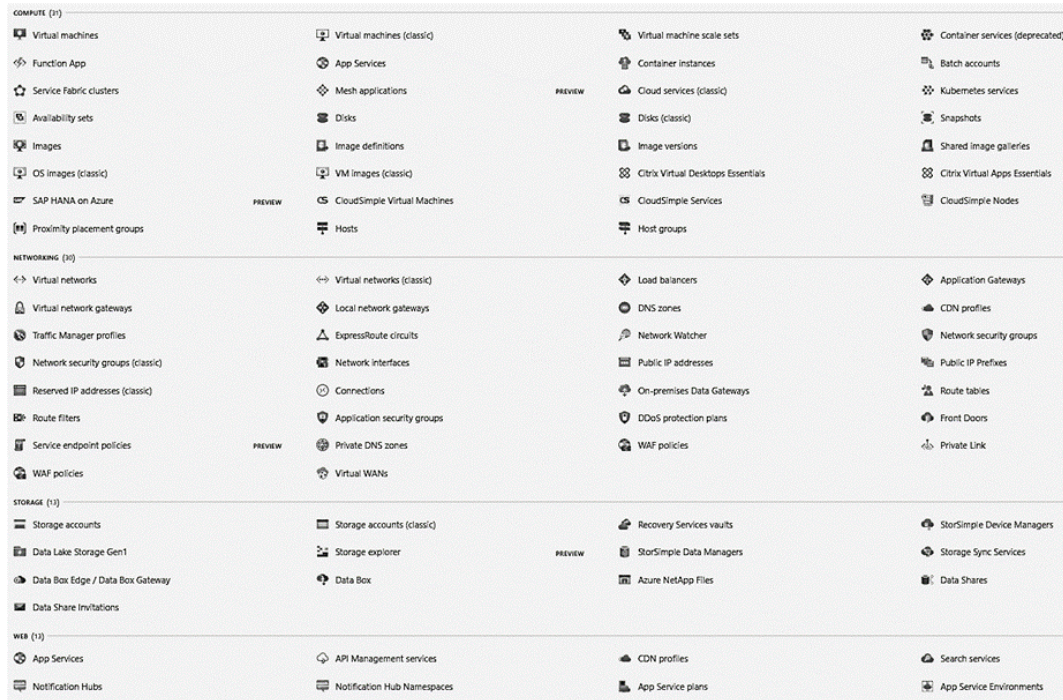 COMPUTE (31)
Virtual machines Virtual machines (classic) Virtual machine scale sets Container services (deprecated)
Function App App Services Container instances Batch accounts
Service Fabric clusters Mesh applications PREVIEW Cloud services (classic) Kubernetes services
Availability sets Disks Disks (classic) Snapshots
Images Image definitions Image versions Shared image galleries
OS images (classic) VM images (classic) Citrix Virtual Desktops Essentials Citrix Virtual Apps Essentials
SAP HANA on Azure PREVIEW CS CloudSimple Virtual Machines CS CloudSimple Services CloudSimple Nodes
Proximity placement groups Hosts Host groups
NETWORKING (30)
Virtual networks Virtual networks (classic) Load balancers Application Gateways
Virtual network gateways Local network gateways DNS zones CDN profiles
Traffic Manager profiles ExpressRoute circuits Network Watcher Network security groups
Network security groups (classic) Network interfaces Public IP addresses Public IP Prefixes
Reserved IP addresses (classic) Connections On-premises Data Gateways Route tables
Route filters Application security groups DDoS protection plans Front Doors
Service endpoint policies PREVIEW Private DNS zones WAF policies Private Link
WAF policies Virtual WANs
STORAGE (13)
Storage accounts Storage accounts (classic) Recovery Services vaults StorSimple Device Managers
Data Lake Storage Gen1 Storage explorer PREVIEW StorSimple Data Managers Storage Sync Services
Data Box Edge / Data Box Gateway Data Box Azure NetApp Files Data Shares
Data Share Invitations
WEB (13)
App Services API Management services CDN profiles Search services
Notification Hubs Notification Hub Namespaces App Service plans App Service Environments